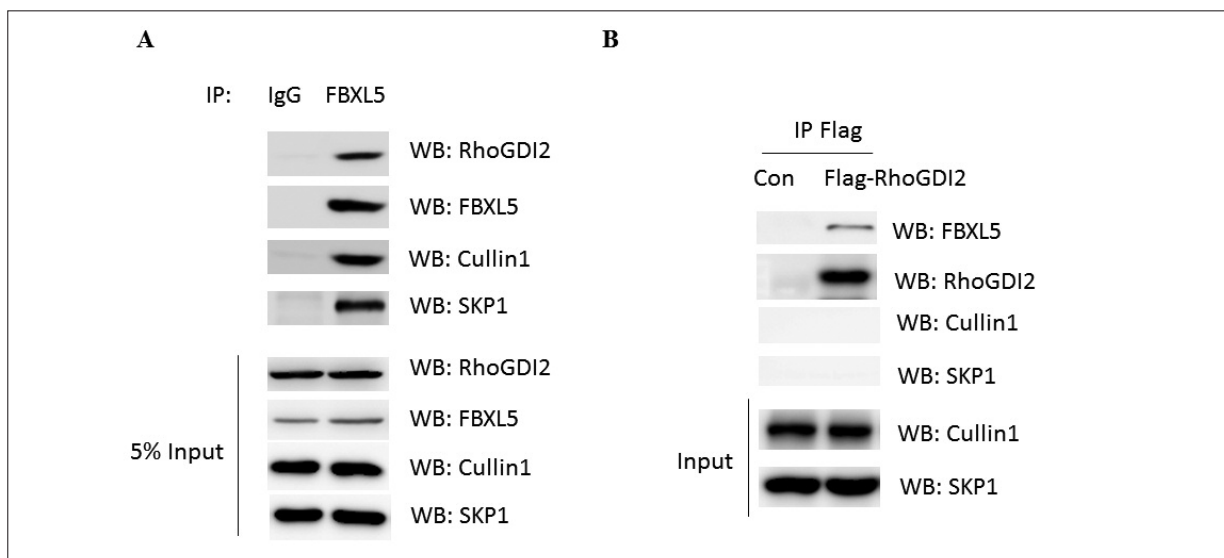 A
IP: IgG FBXL5
WB: RhoGDI2
WB: FBXL5
WB: Cullin1
WB: SKP1
5% Input
WB: RhoGDI2
WB: FBXL5
WB: Cullin1
WB: SKP1
B
IP Flag
Con Flag-RhoGDI2
WB: FBXL5
WB: RhoGDI2
WB: Cullin1
WB: SKP1
Input
WB: Cullin1
WB: SKP1